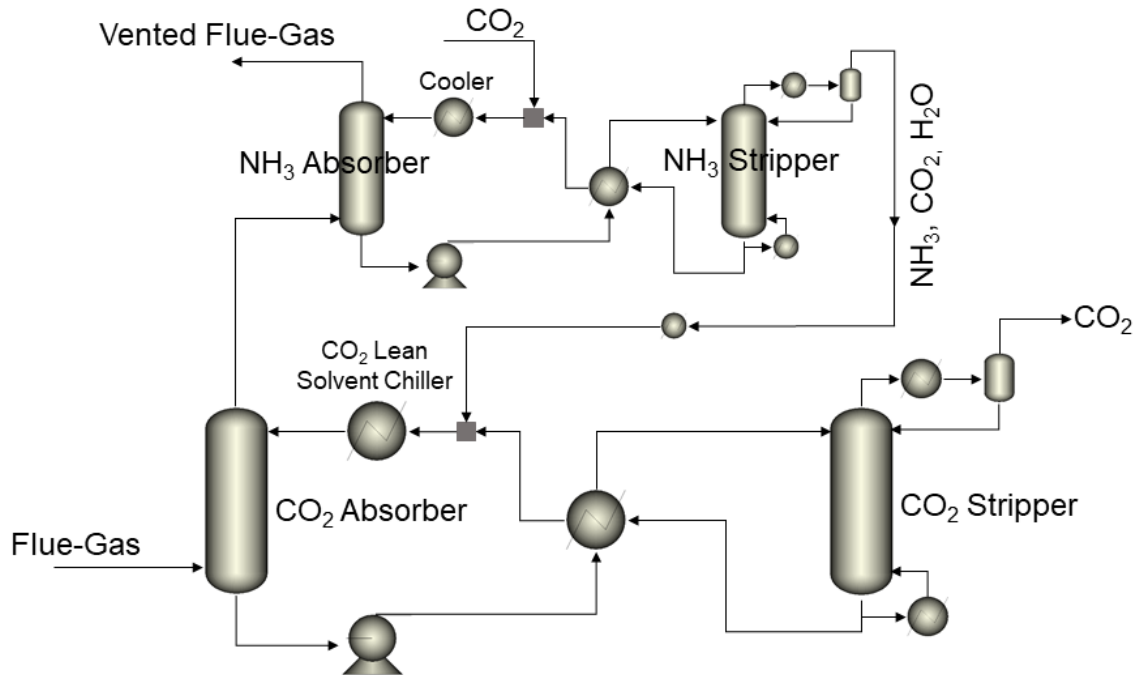 Vented Flue-Gas
CO₂
Cooler
NH₃ Absorber
NH₃ Stripper
NH₃, CO₂, H₂O
CO₂
CO₂ Lean
Solvent Chiller
CO₂ Absorber
CO₂ Stripper
Flue-Gas